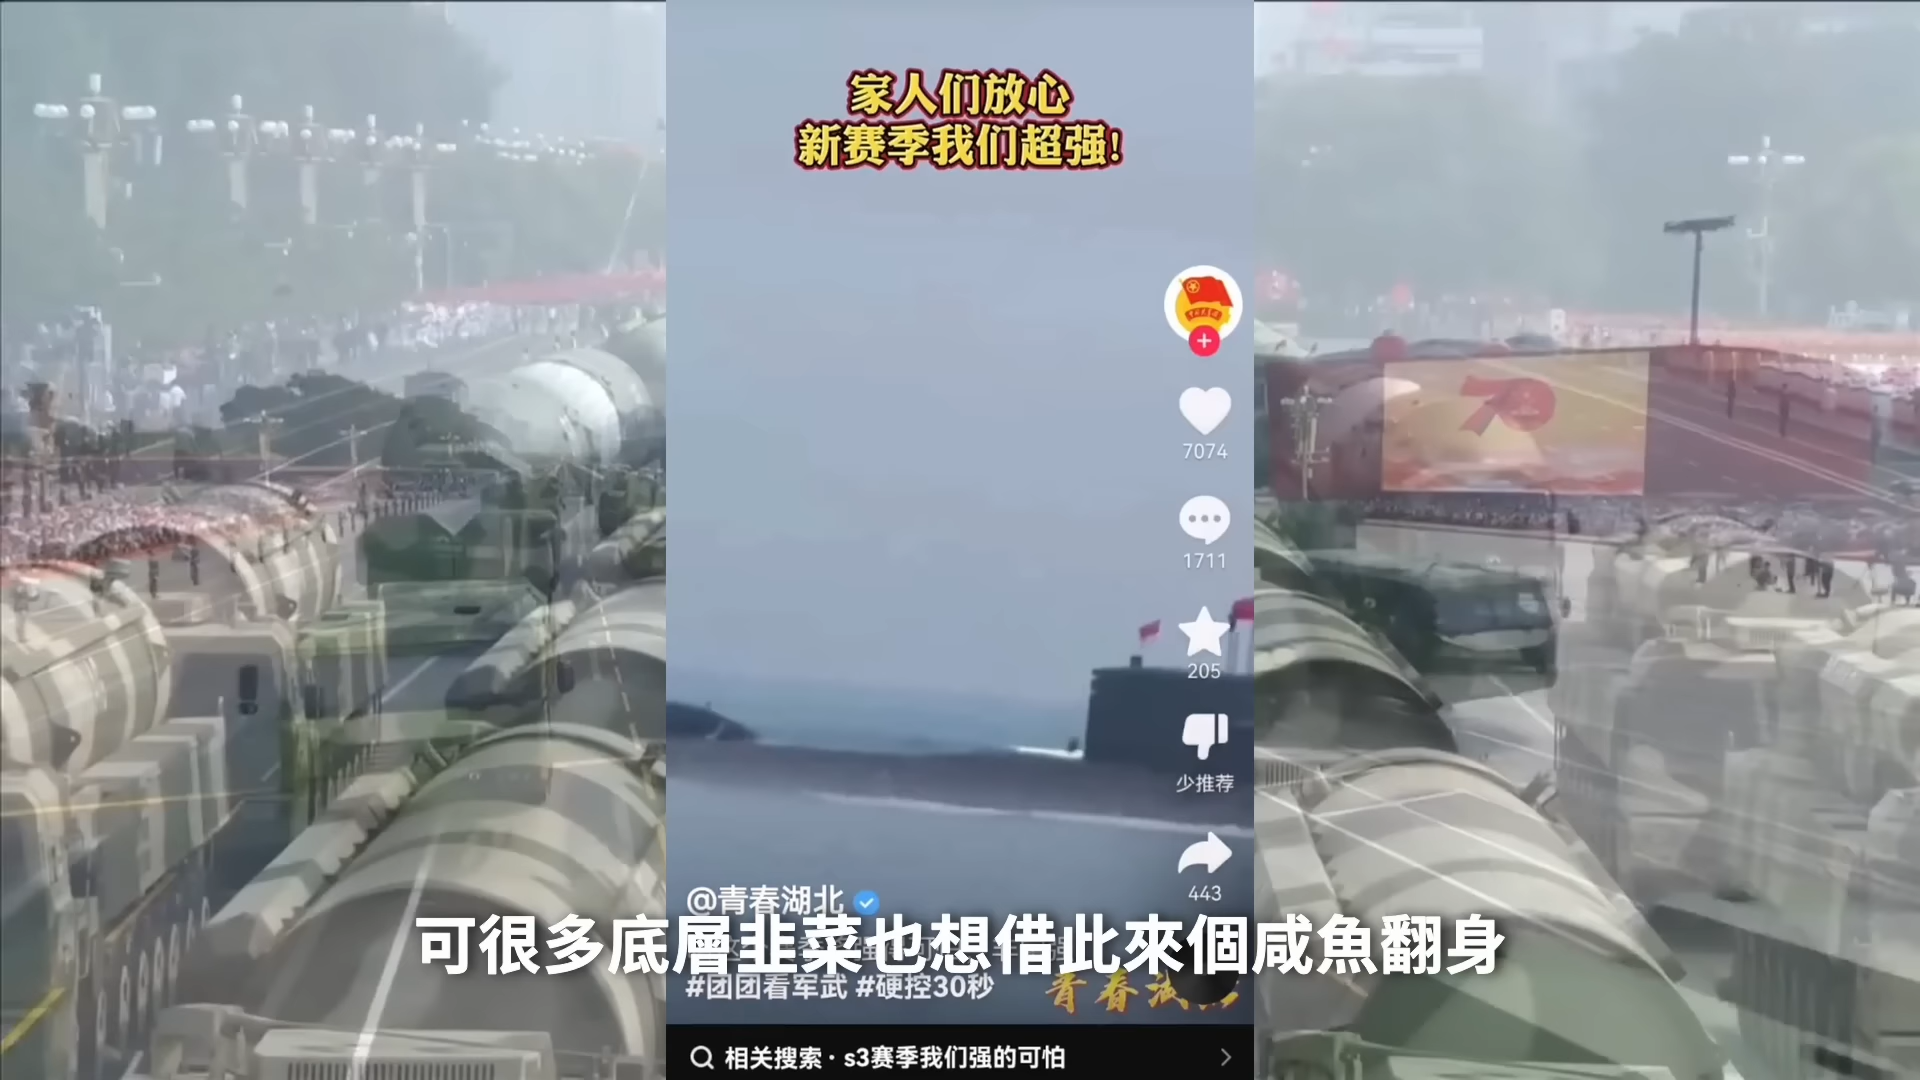 家人们放心
新赛季我们超强!
7074
1711
205
少推荐
443
@青春湖北
可很多底層韭菜也想借此來個咸魚翻身
#团团看军武 #硬控30秒
青春
相关搜索·s3赛季我们强的可怕